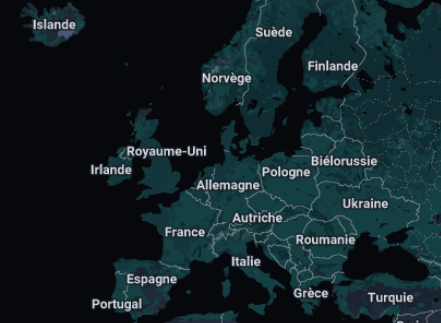 Islande
Suède
Finlande
Norvège
Royaume-Uni
Irlande
Biélorussie
Pologne
Allemagne
Ukraine
Autriche
France
Roumanie
Italie
Espagne
Grèce
Turquie
Portugal